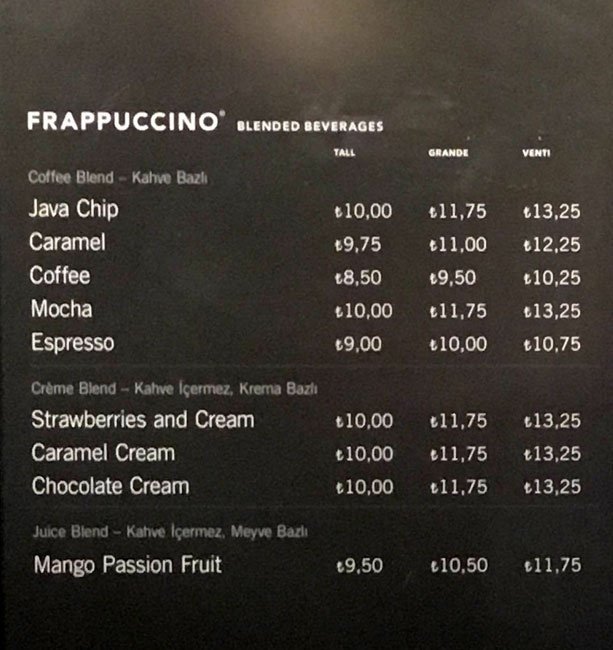 FRAPPUCCINO® BLENDED BEVERAGES
TALL GRANDE VENTI
Coffee Blend – Kahve Bazlı
Java Chip ₺10,00 ₺11,75 ₺13,25
Caramel ₺9,75 ₺11,00 ₺12,25
Coffee ₺8,50 ₺9,50 ₺10,25
Mocha ₺10,00 ₺11,75 ₺13,25
Espresso ₺9,00 ₺10,00 ₺10,75
Crème Blend – Kahve İçermez, Krema Bazlı
Strawberries and Cream ₺10,00 ₺11,75 ₺13,25
Caramel Cream ₺10,00 ₺11,75 ₺13,25
Chocolate Cream ₺10,00 ₺11,75 ₺13,25
Juice Blend – Kahve İçermez, Meyve Bazlı
Mango Passion Fruit ₺9,50 ₺10,50 ₺11,75